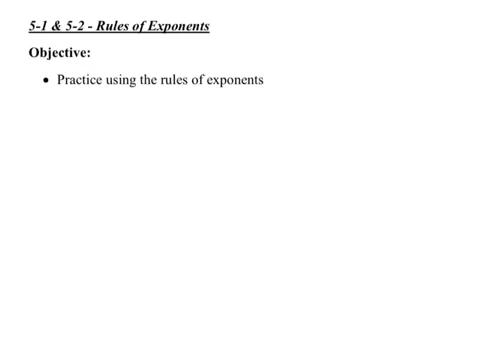 5-1 & 5-2 - Rules of Exponents
Objective:
• Practice using the rules of exponents